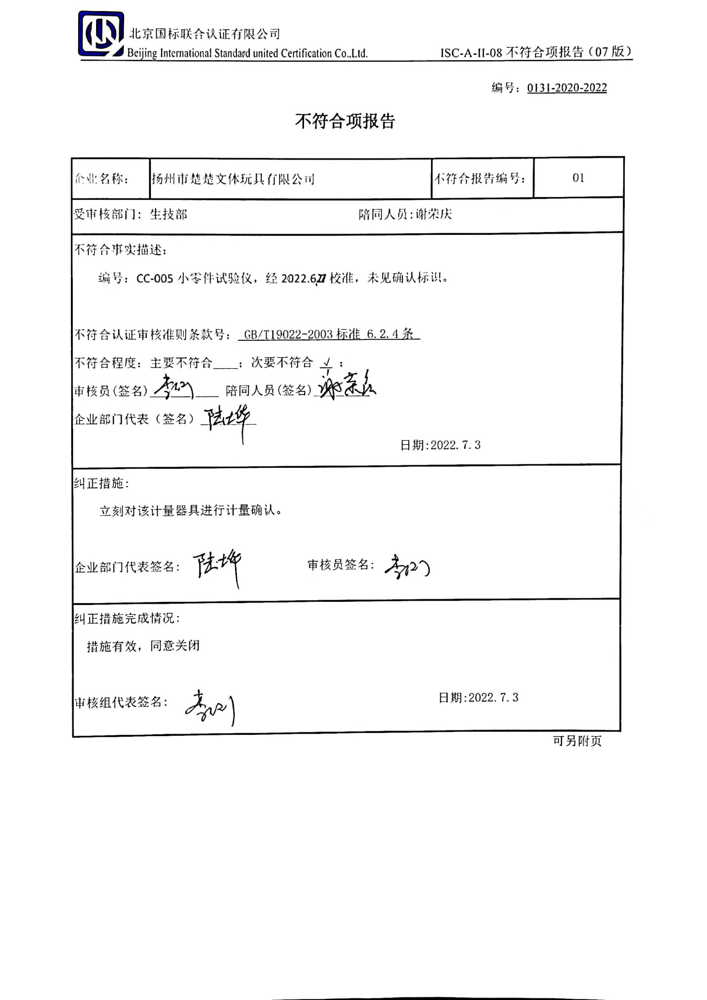 北京国标联合认证有限公司
Beijing International Standard united Certification Co.,Ltd.
ISC-A-II-08 不符合项报告（07 版）
编号：0131-2020-2022
不符合项报告
企业名称： 扬州市楚楚文体玩具有限公司 不符合报告编号： 01
受审核部门：生技部 陪同人员:谢荣庆
不符合事实描述：
编号：CC-005 小零件试验仪，经 2022.6 校准，未见确认标识。
不符合认证审核准则条款号： GB/T19022-2003 标准 6.2.4 条
不符合程度：主要不符合____；次要不符合 √ ；
审核员(签名) 陪同人员(签名) 谢荣庆
企业部门代表（签名） 陆
日期:2022.7.3
纠正措施：
立刻对该计量器具进行计量确认。
企业部门代表签名： 陆 审核员签名：
纠正措施完成情况：
措施有效，同意关闭
审核组代表签名： 日期:2022.7.3
可另附页